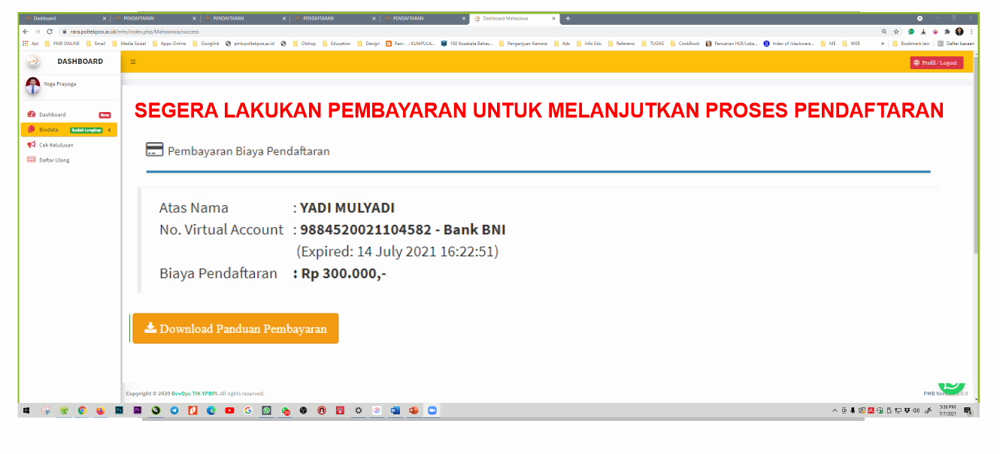 Dashboard
PENDAFTARAN
PENDAFTARAN
PENDAFTARAN
PENDAFTARAN
Dashboard Mahasiswa
rara.poltekpos.ac.id/mhs/index.php/Mahasiswa/success
Apl PMB ONLINE Email Media Sosial Apps-Online Googlink pmb.poltekpos.ac.id Olshop Education Design Rain... ::KUMPULA... 100 Kosakata Bahas... Penganjuan Kamera Ads Info Edu Referensi TUGAS CookBook Pencarian HLR/Loka... Index of /slackware... ME WEB » Bookmark lain Daftar bacaan
DASHBOARD
Profil / Logout
Yoga Prayoga
Dashboard New
Biodata Sudah Lengkap
Cek Kelulusan
Daftar Ulang
SEGERA LAKUKAN PEMBAYARAN UNTUK MELANJUTKAN PROSES PENDAFTARAN
Pembayaran Biaya Pendaftaran
Atas Nama : YADI MULYADI
No. Virtual Account : 9884520021104582 - Bank BNI
(Expired: 14 July 2021 16:22:51)
Biaya Pendaftaran : Rp 300.000,-
Download Panduan Pembayaran
Copyright © 2020 DevOps TIK YPBPI. All rights reserved.
PMB .0.0
5:36 PM
7/7/2021